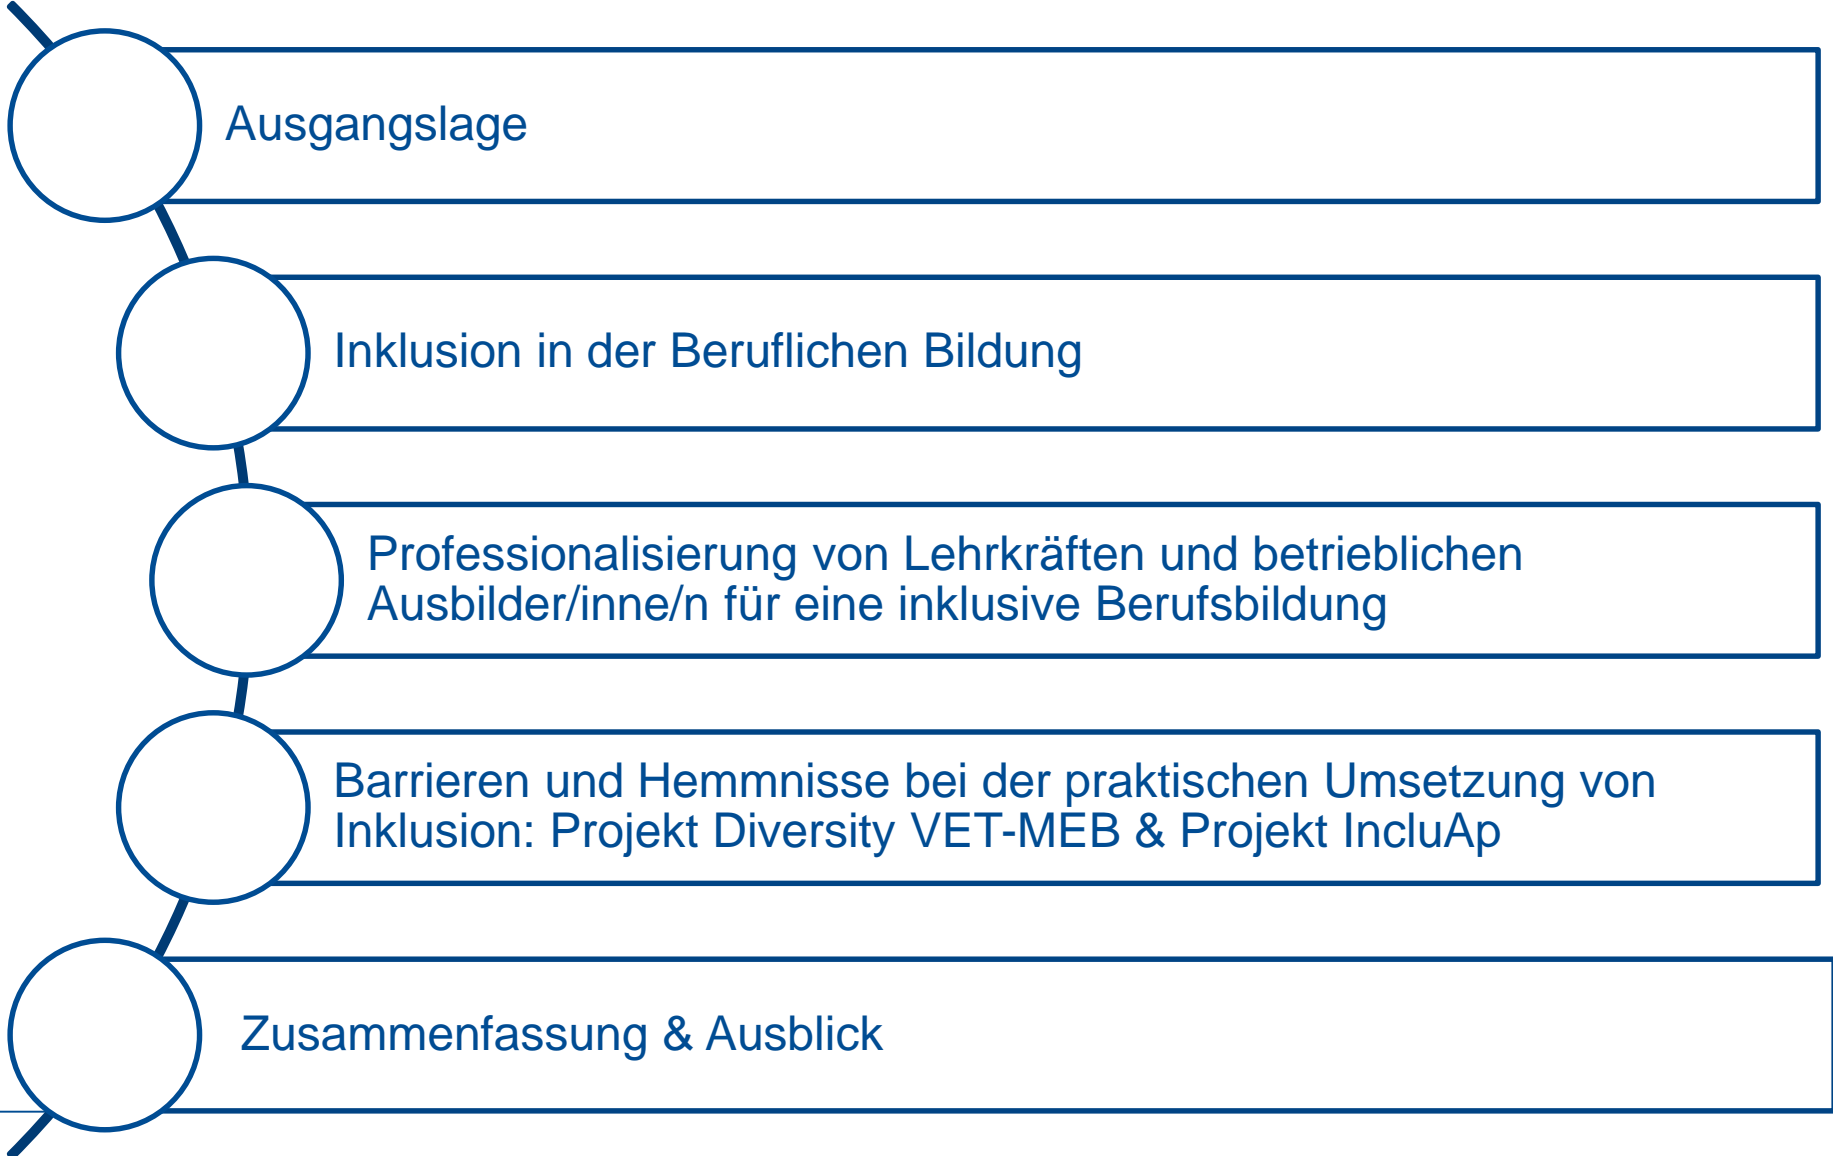 Ausgangslage
Inklusion in der Beruflichen Bildung
Professionalisierung von Lehrkräften und betrieblichen
Ausbilder/inne/n für eine inklusive Berufsbildung
Barrieren und Hemmnisse bei der praktischen Umsetzung von
Inklusion: Projekt Diversity VET-MEB & Projekt IncluAp
Zusammenfassung & Ausblick